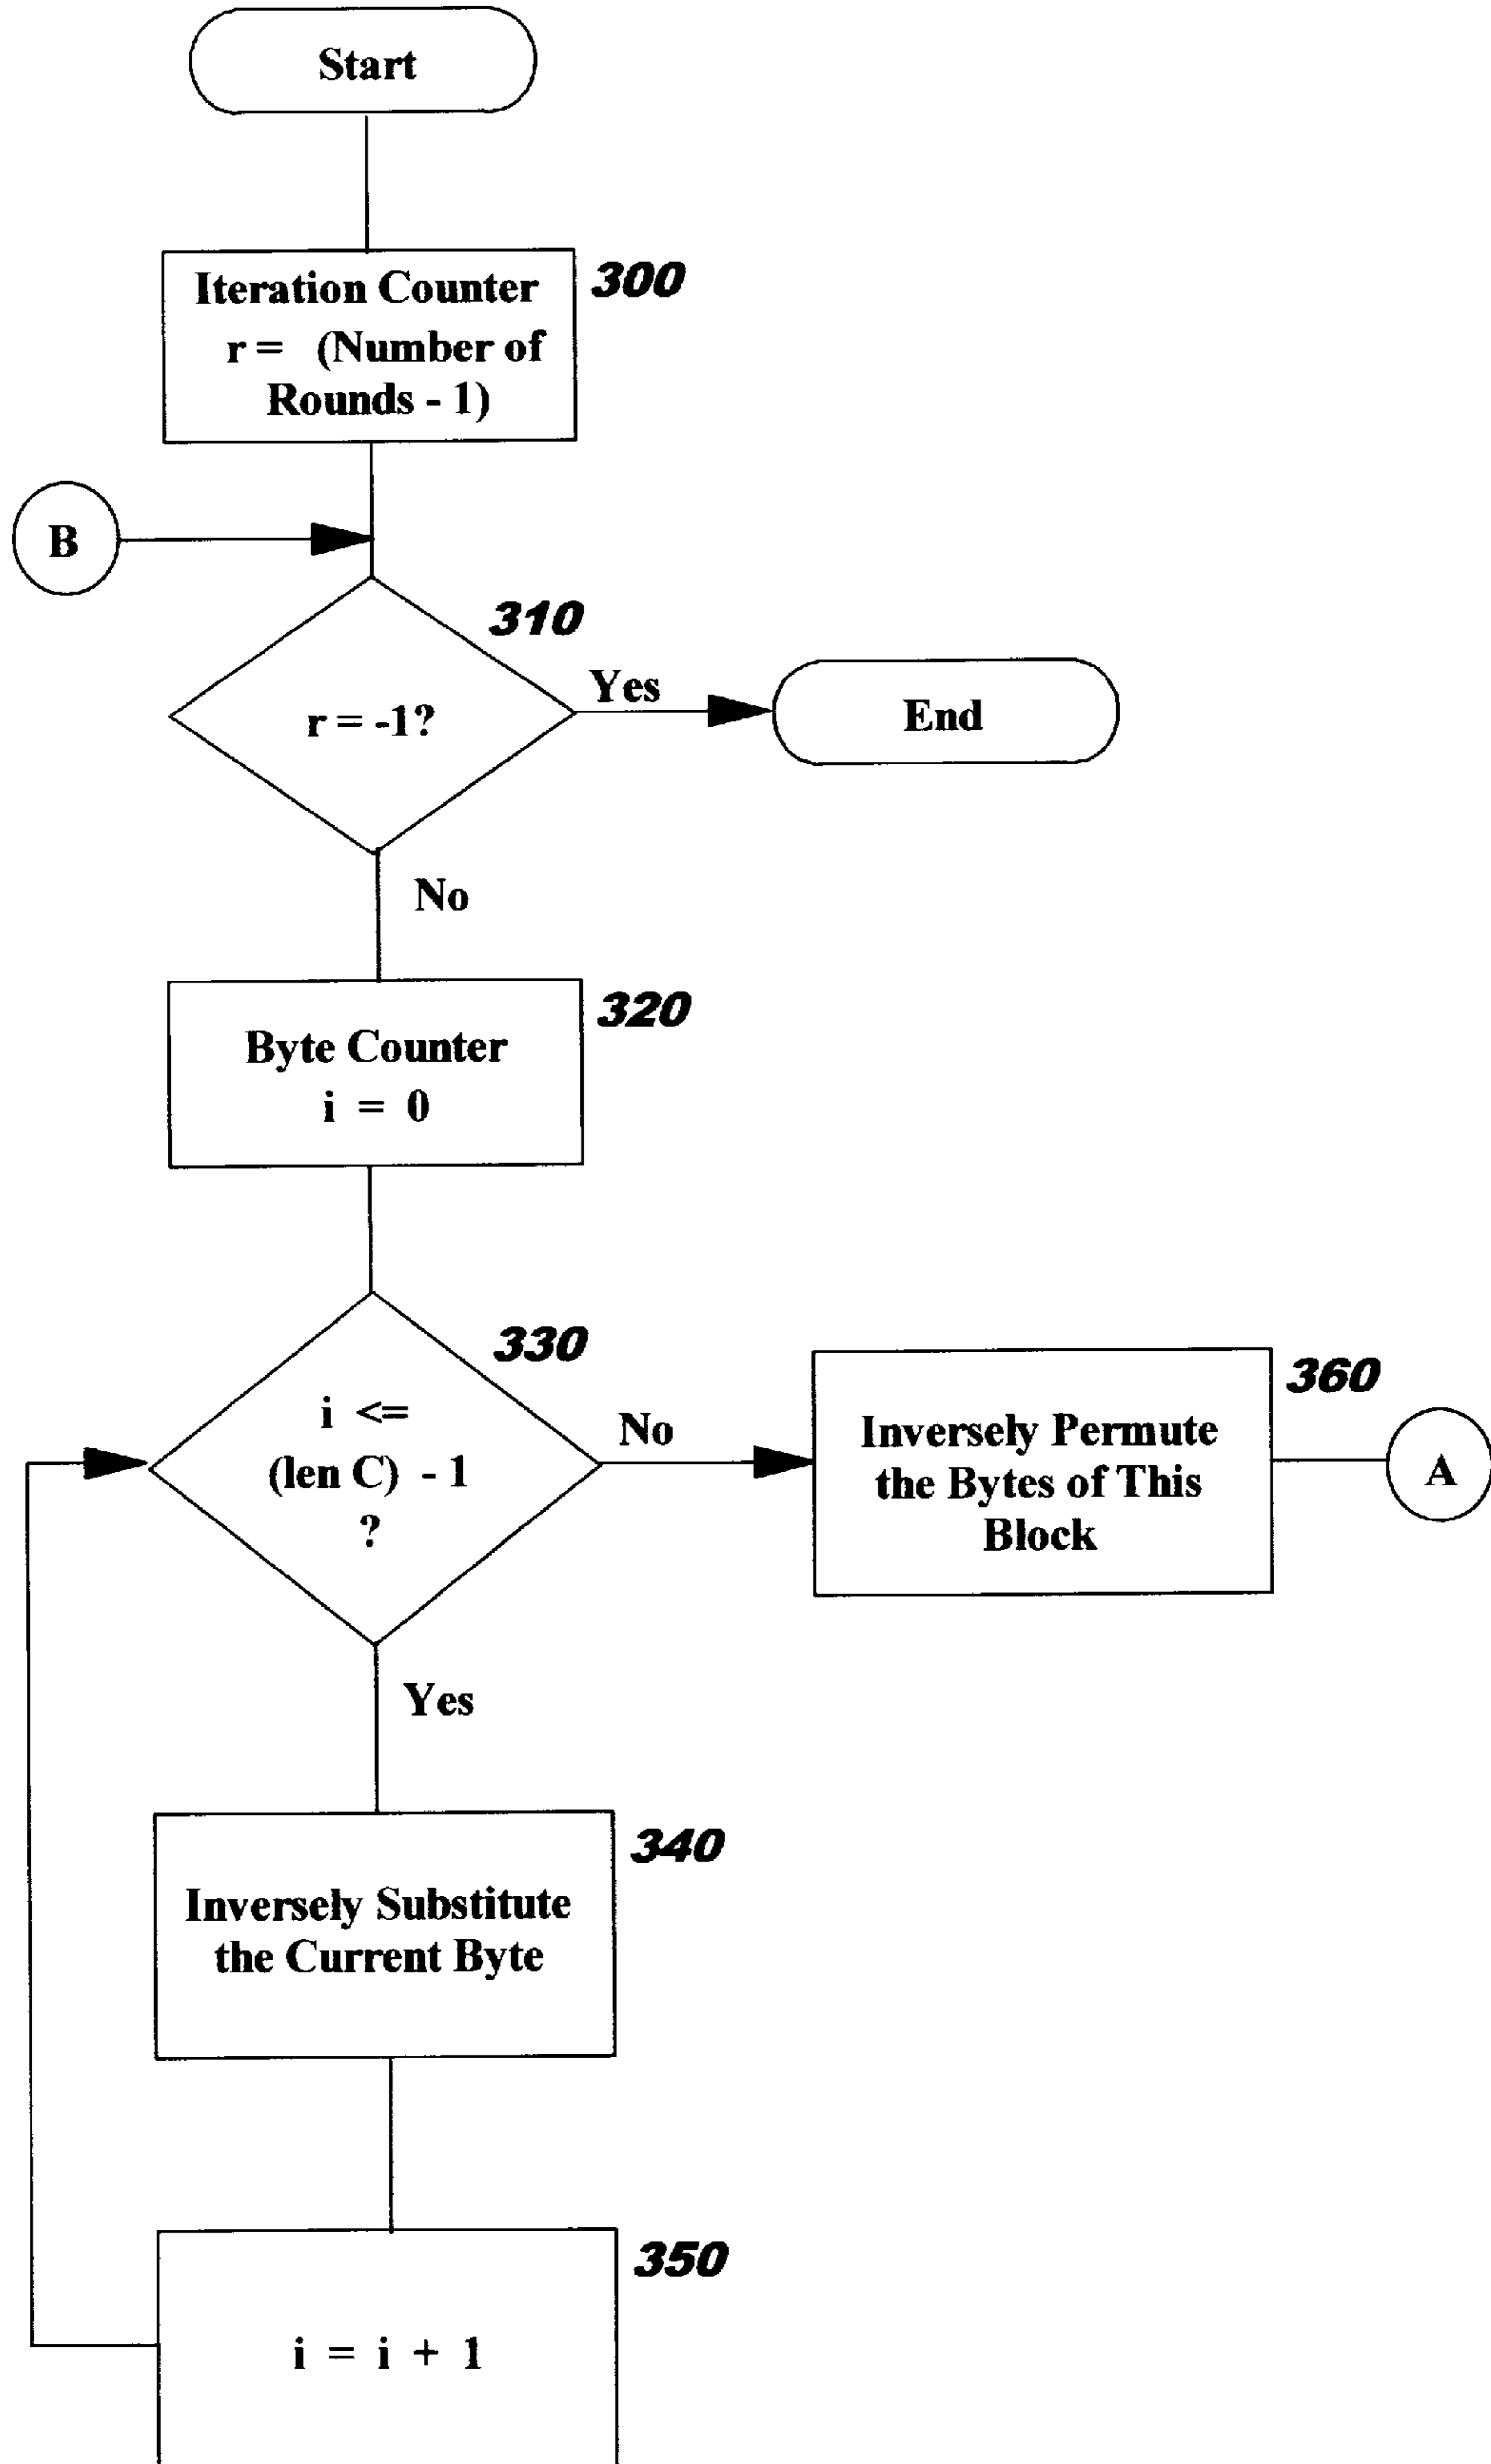 Start
Iteration Counter
r = (Number of
Rounds - 1)
300
B
310
r = -1?
Yes
End
No
Byte Counter
i = 0
320
330
i <=
(len C) - 1
?
No
Inversely Permute
the Bytes of This
Block
360
A
Yes
Inversely Substitute
the Current Byte
340
350
i = i + 1